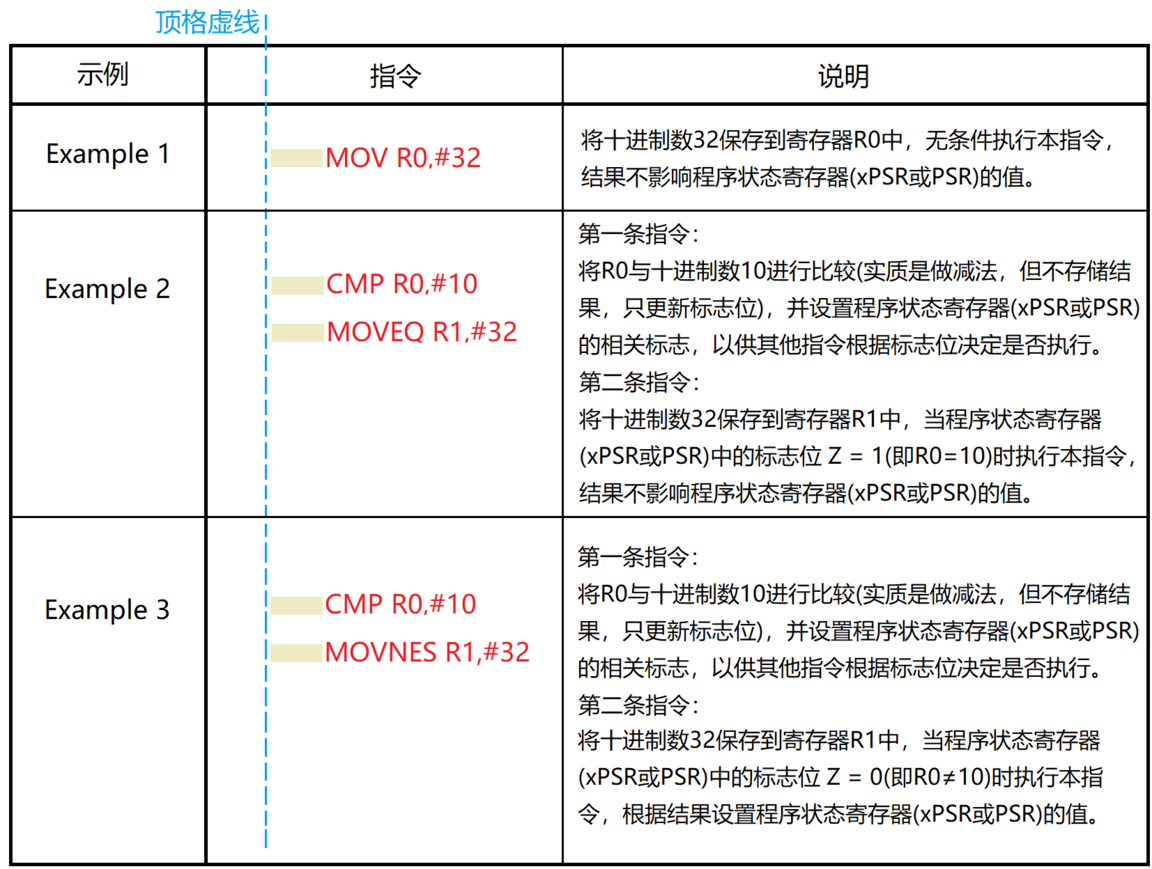 顶格虚线
示例 指令 说明
Example 1
MOV R0,#32
将十进制数32保存到寄存器R0中，无条件执行本指令，
结果不影响程序状态寄存器(xPSR或PSR)的值。
Example 2
CMP R0,#10
MOVEQ R1,#32
第一条指令：
将R0与十进制数10进行比较(实质是做减法，但不存储结
果，只更新标志位)，并设置程序状态寄存器(xPSR或PSR)
的相关标志，以供其他指令根据标志位决定是否执行。
第二条指令：
将十进制数32保存到寄存器R1中，当程序状态寄存器
(xPSR或PSR)中的标志位 Z = 1(即R0=10)时执行本指令，
结果不影响程序状态寄存器(xPSR或PSR)的值。
Example 3
CMP R0,#10
MOVNES R1,#32
第一条指令：
将R0与十进制数10进行比较(实质是做减法，但不存储结
果，只更新标志位)，并设置程序状态寄存器(xPSR或PSR)
的相关标志，以供其他指令根据标志位决定是否执行。
第二条指令：
将十进制数32保存到寄存器R1中，当程序状态寄存器
(xPSR或PSR)中的标志位 Z = 0(即R0≠10)时执行本指
令，根据结果设置程序状态寄存器(xPSR或PSR)的值。